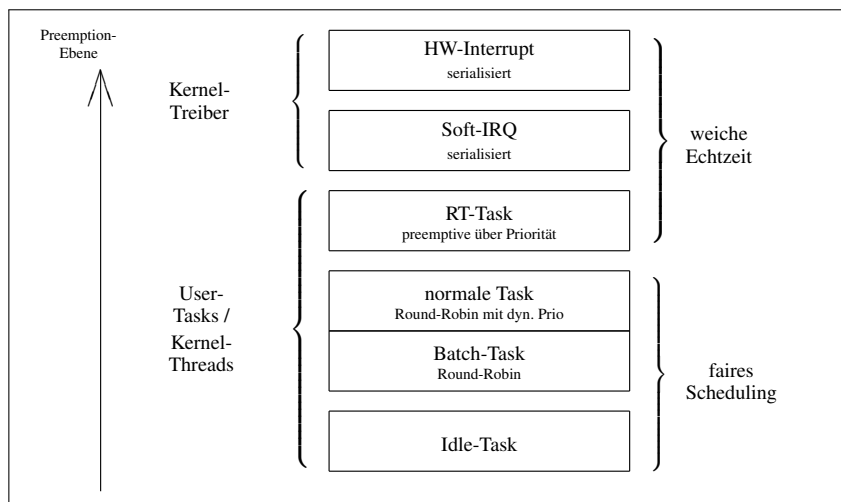 Preemption-
Ebene
Kernel-
Treiber
HW-Interrupt
serialisiert
Soft-IRQ
serialisiert
weiche
Echtzeit
RT-Task
preemptive über Priorität
User-
Tasks /
Kernel-
Threads
normale Task
Round-Robin mit dyn. Prio
Batch-Task
Round-Robin
Idle-Task
faires
Scheduling